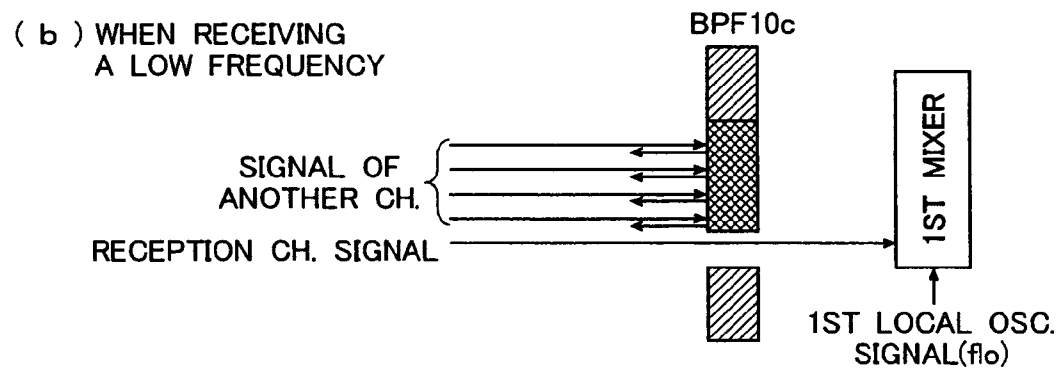 ( b ) WHEN RECEIVING
A LOW FREQUENCY
BPF10c
SIGNAL OF
ANOTHER CH.
RECEPTION CH. SIGNAL
1ST MIXER
1ST LOCAL OSC.
SIGNAL(flo)